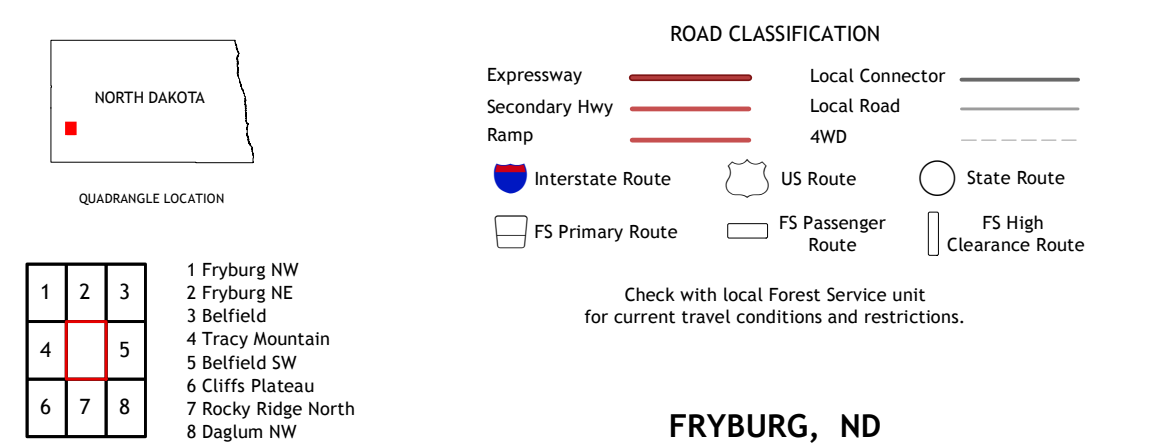 NORTH DAKOTA
QUADRANGLE LOCATION
1 2 3
4 5
6 7 8
1 Fryburg NW
2 Fryburg NE
3 Belfield
4 Tracy Mountain
5 Belfield SW
6 Cliffs Plateau
7 Rocky Ridge North
8 Daglum NW
ROAD CLASSIFICATION
Expressway
Local Connector
Secondary Hwy
Local Road
Ramp
4WD
Interstate Route
US Route
State Route
FS Primary Route
FS Passenger
Route
FS High
Clearance Route
Check with local Forest Service unit
for current travel conditions and restrictions.
FRYBURG, ND